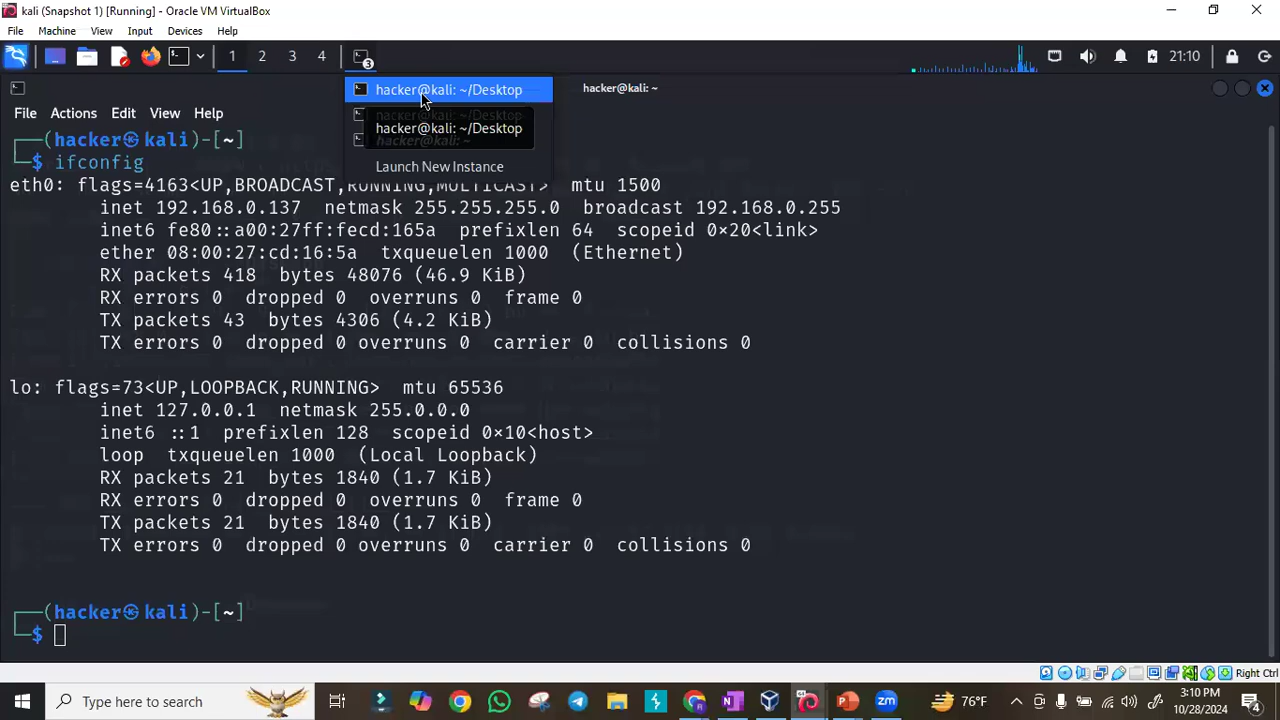 kali (Snapshot 1) [Running] - Oracle VM VirtualBox
File Machine View Input Devices Help
1 2 3 4 3 21:10
hacker@kali: ~/Desktop
hacker@kali: ~
File Actions Edit View Help
hacker@kali: ~/Desktop
hacker@kali: ~/Desktop
hacker@kali: ~
Launch New Instance
┌──(hacker㉿kali)-[~]
└─$ ifconfig
eth0: flags=4163<UP,BROADCAST,RUNNING,MULTICAST> mtu 1500
inet 192.168.0.137 netmask 255.255.255.0 broadcast 192.168.0.255
inet6 fe80::a00:27ff:fecd:165a prefixlen 64 scopeid 0×20<link>
ether 08:00:27:cd:16:5a txqueuelen 1000 (Ethernet)
RX packets 418 bytes 48076 (46.9 KiB)
RX errors 0 dropped 0 overruns 0 frame 0
TX packets 43 bytes 4306 (4.2 KiB)
TX errors 0 dropped 0 overruns 0 carrier 0 collisions 0
lo: flags=73<UP,LOOPBACK,RUNNING> mtu 65536
inet 127.0.0.1 netmask 255.0.0.0
inet6 ::1 prefixlen 128 scopeid 0×10<host>
loop txqueuelen 1000 (Local Loopback)
RX packets 21 bytes 1840 (1.7 KiB)
RX errors 0 dropped 0 overruns 0 frame 0
TX packets 21 bytes 1840 (1.7 KiB)
TX errors 0 dropped 0 overruns 0 carrier 0 collisions 0
┌──(hacker㉿kali)-[~]
└─$
Right Ctrl
Type here to search
76°F
3:10 PM
10/28/2024
4